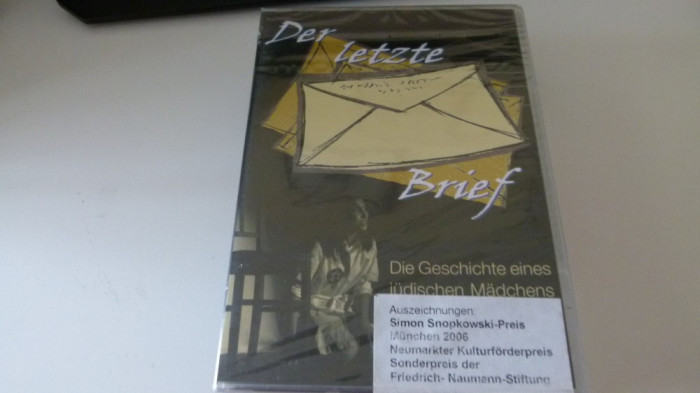 Der
letzte
Brief
Die Geschichte eines
jüdischen Mädchens
Auszeichnungen:
Simon Snopkowski-Preis
München 2006
Neumarkter Kulturförderpreis
Sonderpreis der
Friedrich- Naumann-Stiftung